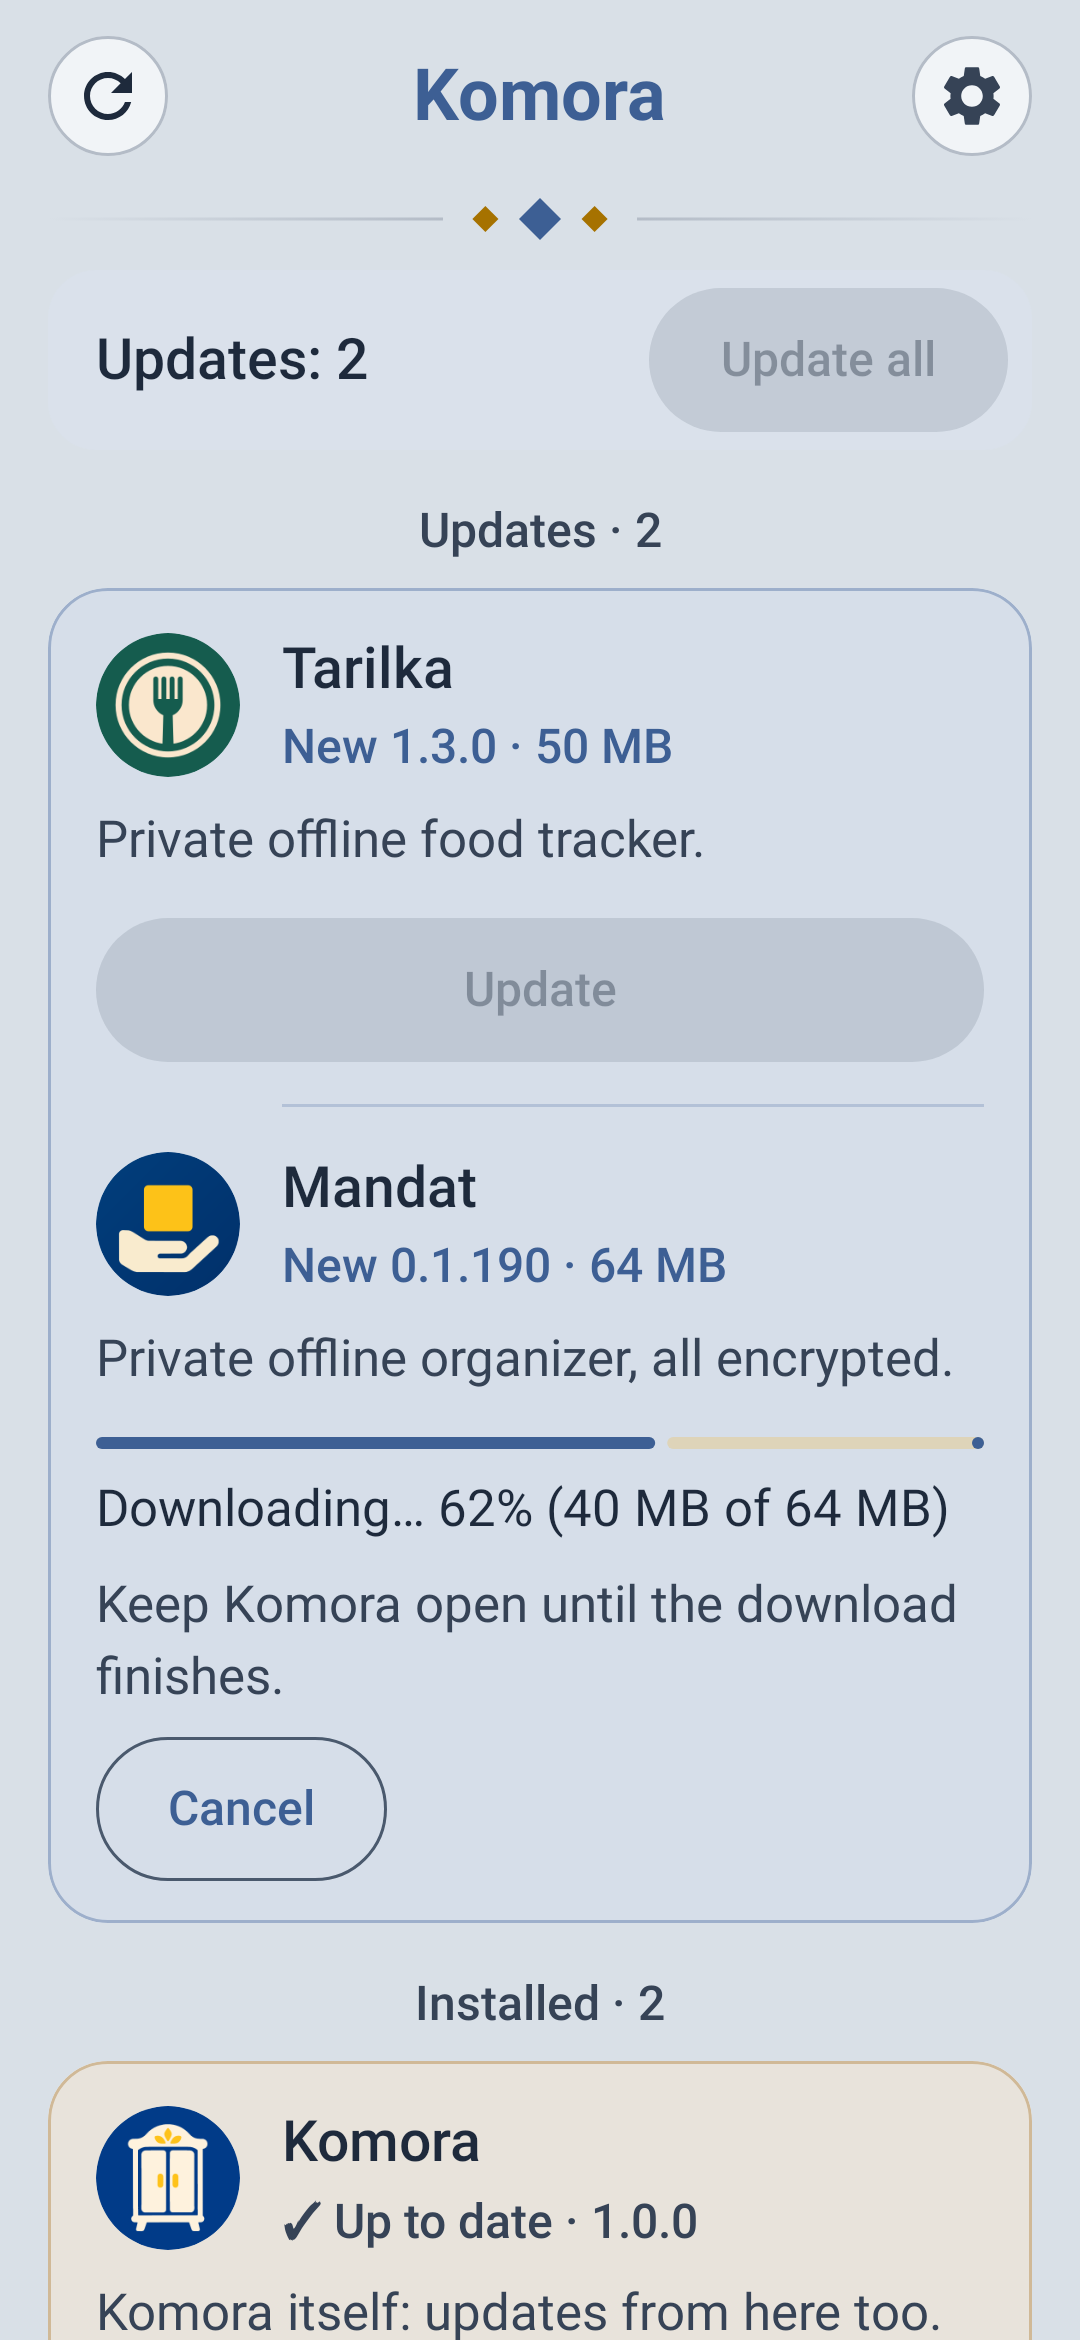 Komora
Updates: 2
Update all
Updates · 2
Tarilka
New 1.3.0 · 50 MB
Private offline food tracker.
Update
Mandat
New 0.1.190 · 64 MB
Private offline organizer, all encrypted.
Downloading… 62% (40 MB of 64 MB)
Keep Komora open until the download
finishes.
Cancel
Installed · 2
Komora
✓ Up to date · 1.0.0
Komora itself: updates from here too.